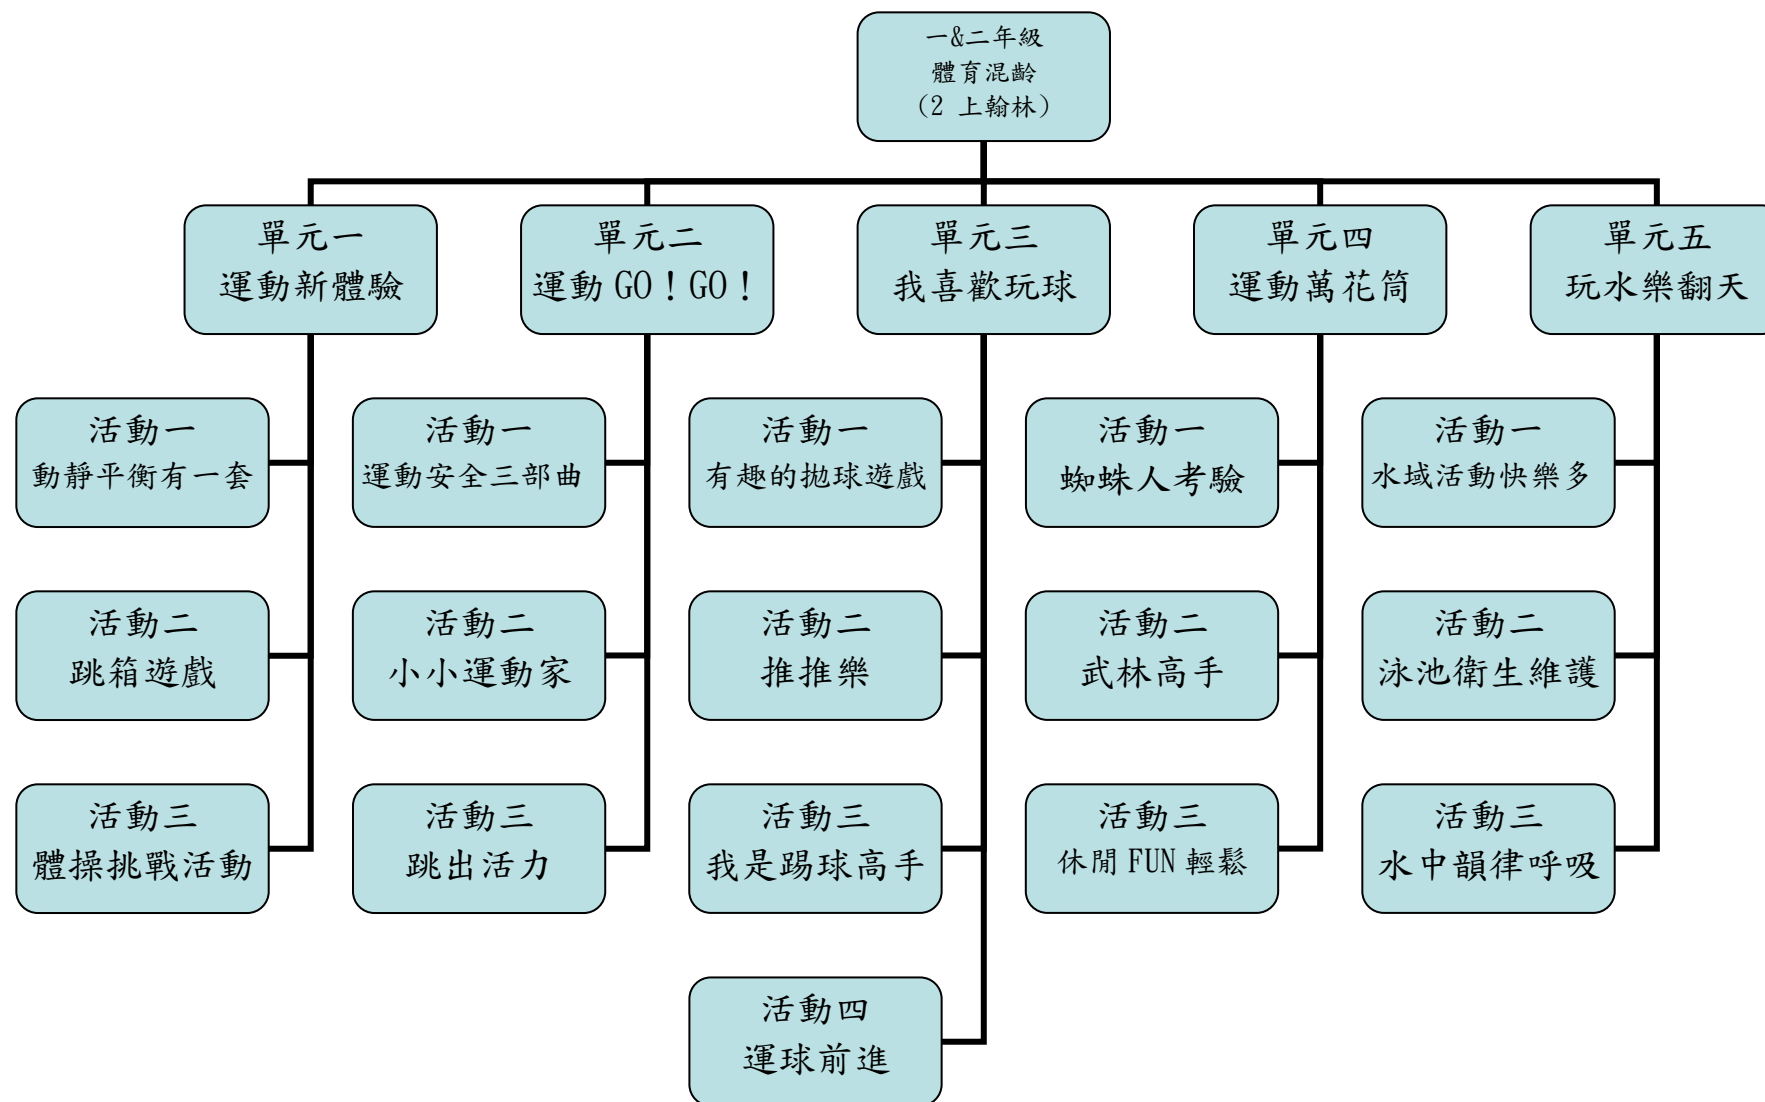 一&二年級
體育混齡
(2 上翰林)
單元一
運動新體驗
單元二
運動 GO！GO！
單元三
我喜歡玩球
單元四
運動萬花筒
單元五
玩水樂翻天
活動一
動靜平衡有一套
活動一
運動安全三部曲
活動一
有趣的拋球遊戲
活動一
蜘蛛人考驗
活動一
水域活動快樂多
活動二
跳箱遊戲
活動二
小小運動家
活動二
推推樂
活動二
武林高手
活動二
泳池衛生維護
活動三
體操挑戰活動
活動三
跳出活力
活動三
我是踢球高手
活動三
休閒 FUN 輕鬆
活動三
水中韻律呼吸
活動四
運球前進